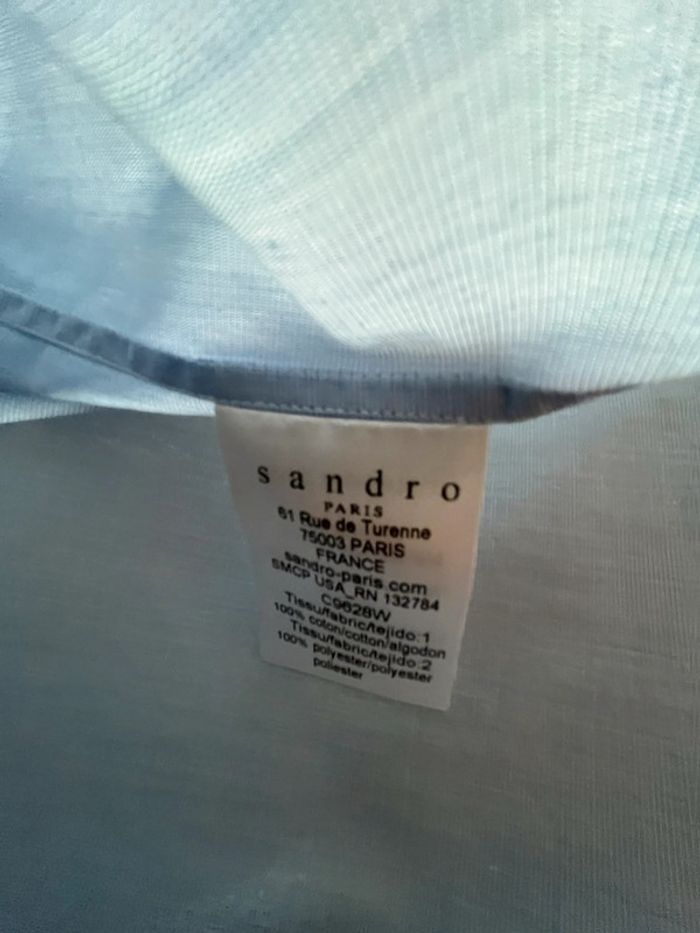 sandro
PARIS
61 Rue de Turenne
75003 PARIS
FRANCE
sandro-paris.com
SMCP USA_RN 132784
C9628W
Tissu/fabric/tejido:1
100% coton/cotton/algodon
Tissu/fabric/tejido:2
100% polyester/polyester
poliester